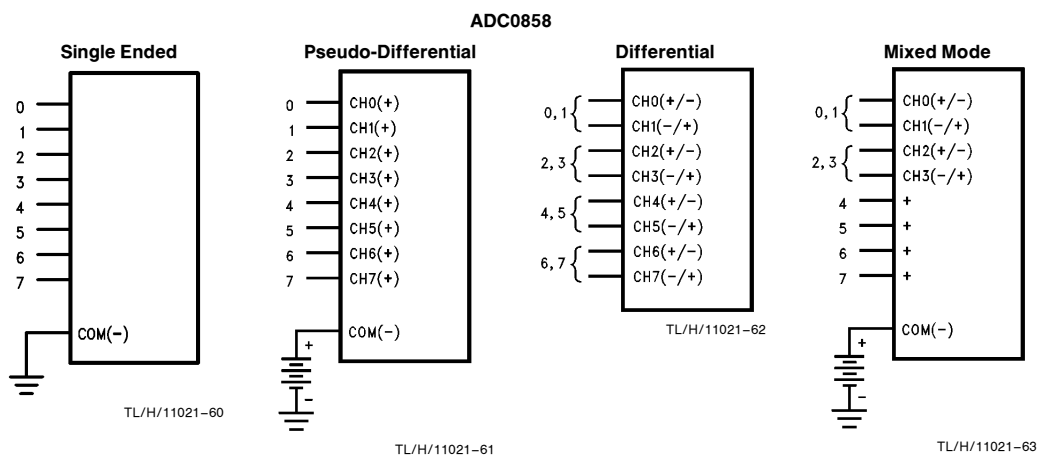 ADC0858
Single Ended
0
1
2
3
4
5
6
7
COM(−)
TL/H/11021–60
Pseudo-Differential
0 CH0(+)
1 CH1(+)
2 CH2(+)
3 CH3(+)
4 CH4(+)
5 CH5(+)
6 CH6(+)
7 CH7(+)
COM(−)
+
−
TL/H/11021–61
Differential
0,1 { CH0(+/−)
CH1(−/+)
2,3 { CH2(+/−)
CH3(−/+)
4,5 { CH4(+/−)
CH5(−/+)
6,7 { CH6(+/−)
CH7(−/+)
TL/H/11021–62
Mixed Mode
0,1 { CH0(+/−)
CH1(−/+)
2,3 { CH2(+/−)
CH3(−/+)
4 +
5 +
6 +
7 +
COM(−)
+
−
TL/H/11021–63